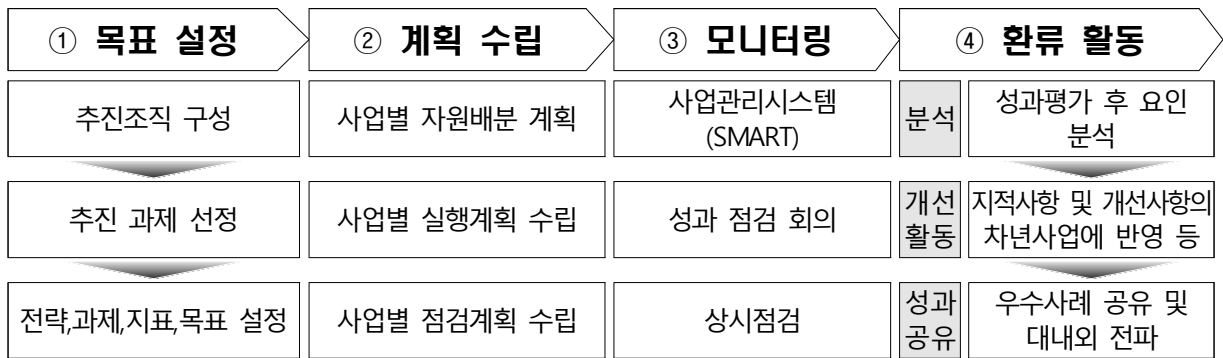 ① 목표 설정
② 계획 수립
③ 모니터링
④ 환류 활동
추진조직 구성
사업별 자원배분 계획
사업관리시스템
(SMART)
분석
성과평가 후 요인
분석
추진 과제 선정
사업별 실행계획 수립
성과 점검 회의
개선
활동
지적사항 및 개선사항의
차년사업에 반영 등
전략,과제,지표,목표 설정
사업별 점검계획 수립
상시점검
성과
공유
우수사례 공유 및
대내외 전파